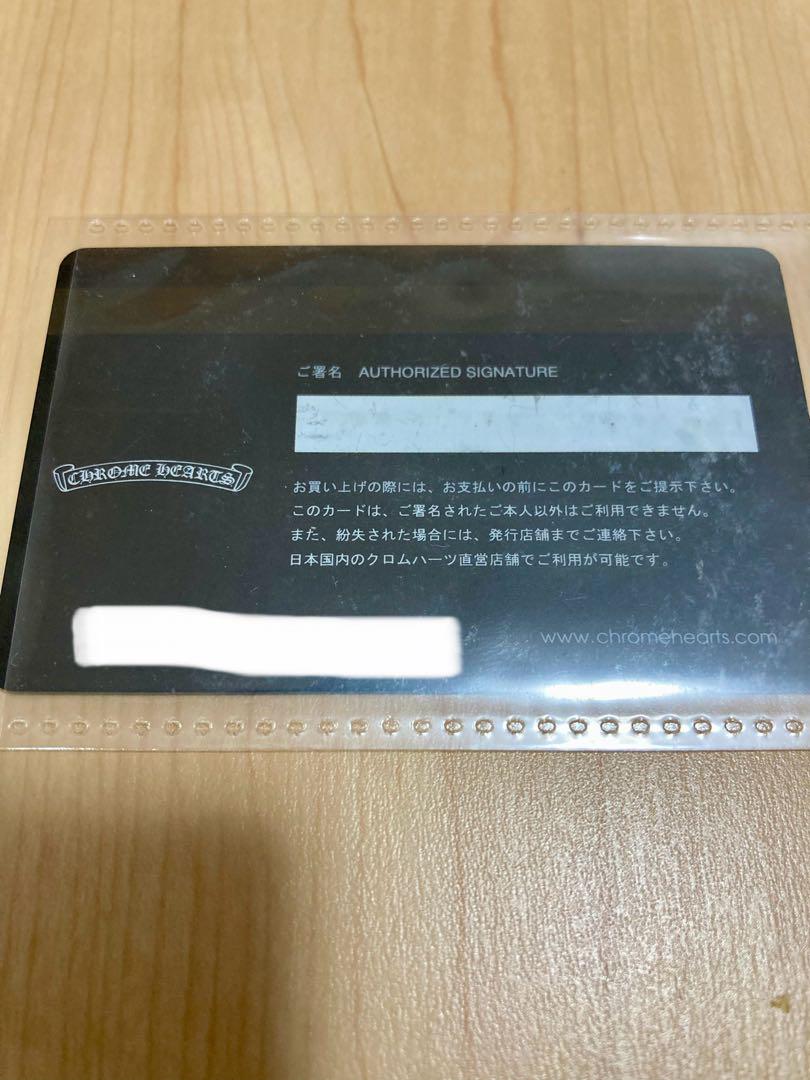 ご署名 AUTHORIZED SIGNATURE
CHROME HEARTS
お買い上げの際には、お支払いの前にこのカードをご提示下さい。
このカードは、ご署名されたご本人以外はご利用できません。
また、紛失された場合には、発行店舗までご連絡下さい。
日本国内のクロムハーツ直営店舗でご利用が可能です。
www.chromehearts.com